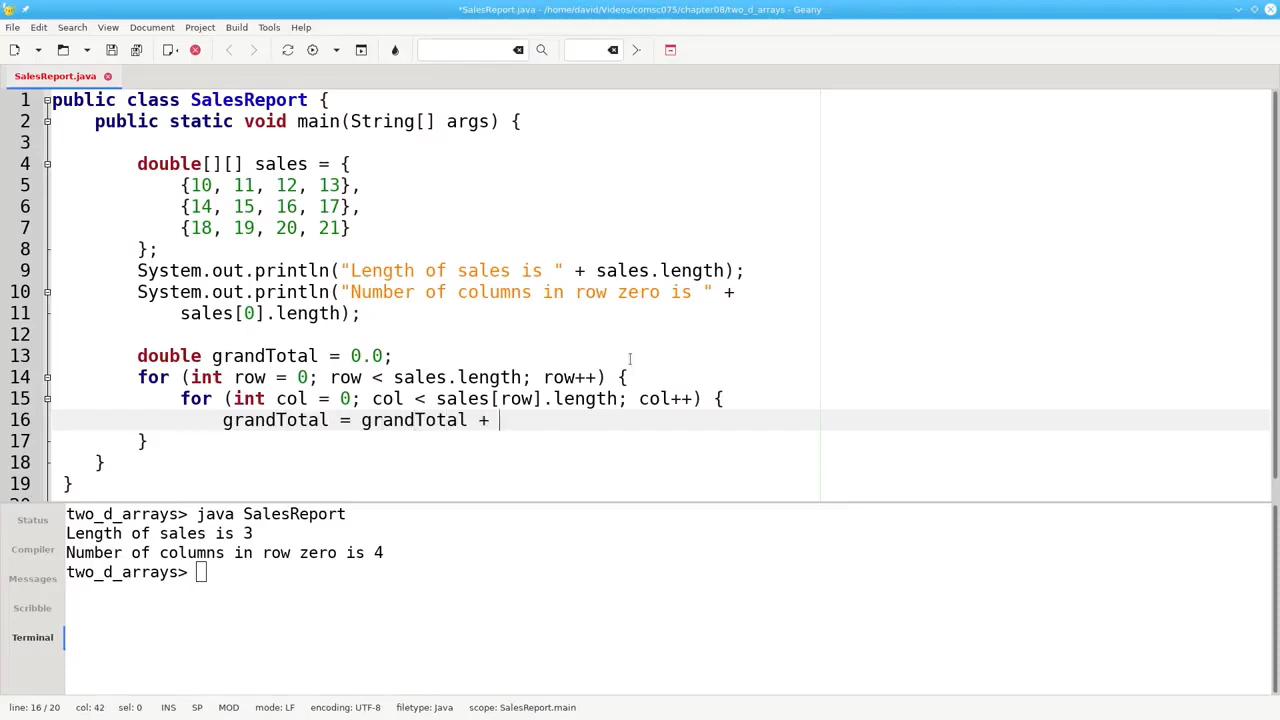 *SalesReport.java - /home/david/Videos/comsc075/chapter08/two_d_arrays - Geany
File Edit Search View Document Project Build Tools Help
SalesReport.java
1 public class SalesReport {
2     public static void main(String[] args) {
3
4         double[][] sales = {
5             {10, 11, 12, 13},
6             {14, 15, 16, 17},
7             {18, 19, 20, 21}
8         };
9         System.out.println("Length of sales is " + sales.length);
10         System.out.println("Number of columns in row zero is " +
11             sales[0].length);
12
13         double grandTotal = 0.0;
14         for (int row = 0; row < sales.length; row++) {
15             for (int col = 0; col < sales[row].length; col++) {
16                 grandTotal = grandTotal +
17         }
18     }
19 }
Status
Compiler
Messages
Scribble
Terminal
two_d_arrays> java SalesReport
Length of sales is 3
Number of columns in row zero is 4
two_d_arrays>
line: 16 / 20 col: 42 sel: 0 INS SP MOD mode: LF encoding: UTF-8 filetype: Java scope: SalesReport.main